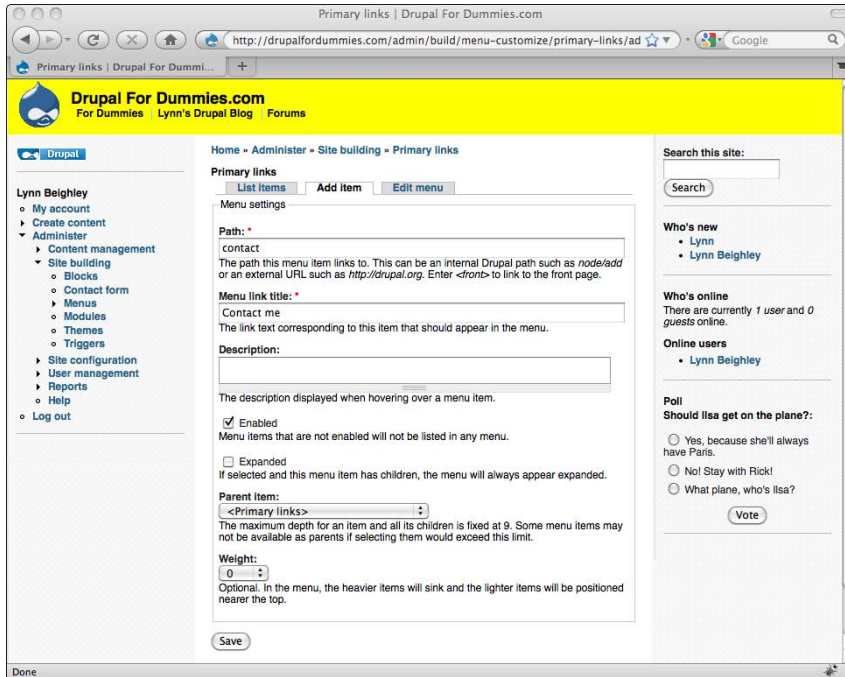 Primary links | Drupal For Dummies.com
http://drupalfordummies.com/admin/build/menu-customize/primary-links/ad
Google
Primary links | Drupal For Dummi...
+
Drupal For Dummies.com
For Dummies
Lynn's Drupal Blog
Forums
Drupal
Lynn Beighley
My account
Create content
Administer
Content management
Site building
Blocks
Contact form
Menus
Modules
Themes
Triggers
Site configuration
User management
Reports
Help
Log out
Home » Administer » Site building » Primary links
Primary links
List items
Add item
Edit menu
Menu settings
Path: *
contact
The path this menu item links to. This can be an internal Drupal path such as node/add
or an external URL such as http://drupal.org. Enter <front> to link to the front page.
Menu link title: *
Contact me
The link text corresponding to this item that should appear in the menu.
Description:
The description displayed when hovering over a menu item.
Enabled
Menu items that are not enabled will not be listed in any menu.
Expanded
If selected and this menu item has children, the menu will always appear expanded.
Parent item:
<Primary links>
The maximum depth for an item and all its children is fixed at 9. Some menu items may
not be available as parents if selecting them would exceed this limit.
Weight:
0
Optional. In the menu, the heavier items will sink and the lighter items will be positioned
nearer the top.
Save
Search this site:
Search
Who's new
Lynn
Lynn Beighley
Who's online
There are currently 1 user and 0
guests online.
Online users
Lynn Beighley
Poll
Should Ilsa get on the plane?:
Yes, because she'll always
have Paris.
No! Stay with Rick!
What plane, who's Ilsa?
Vote
Done